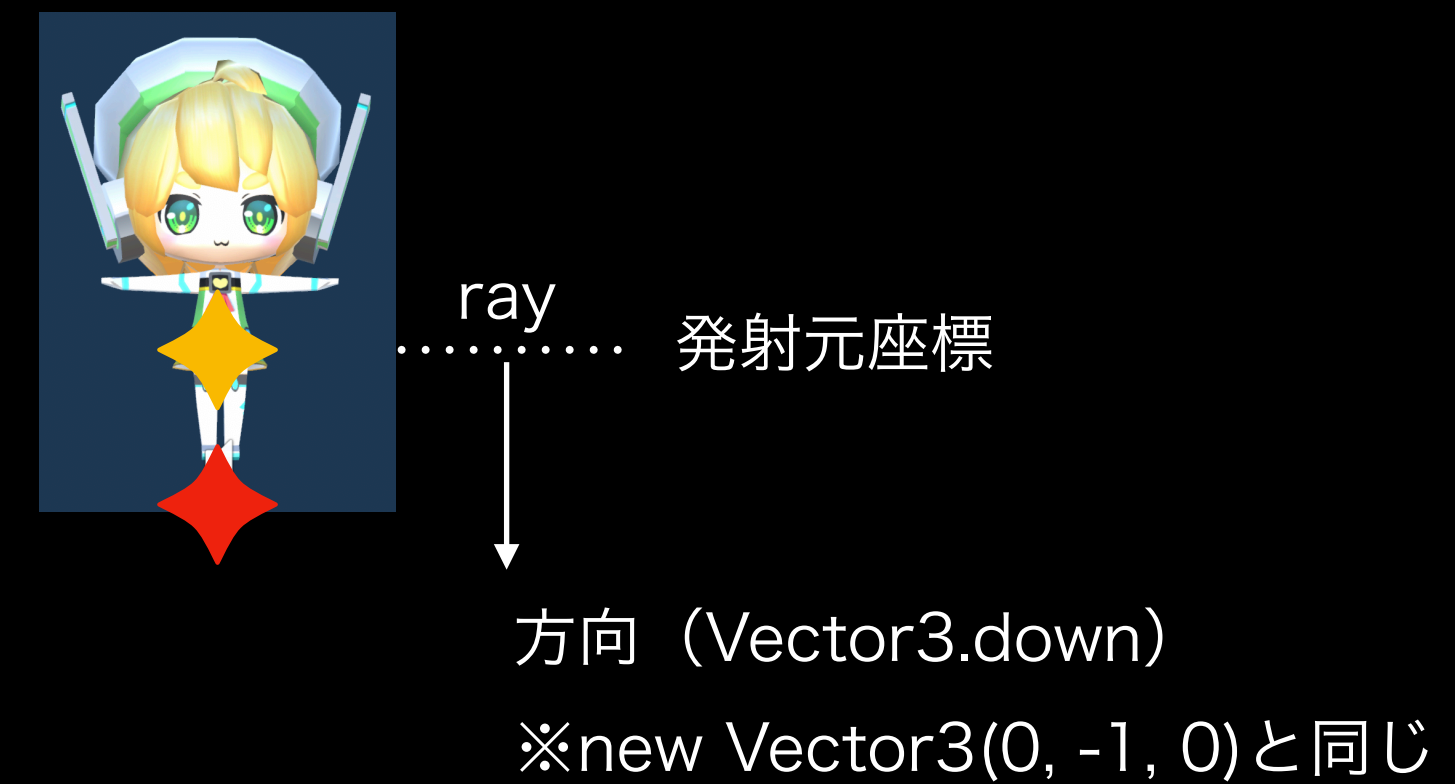 ray
発射元座標
方向（Vector3.down）
※new Vector3(0, -1, 0)と同じ